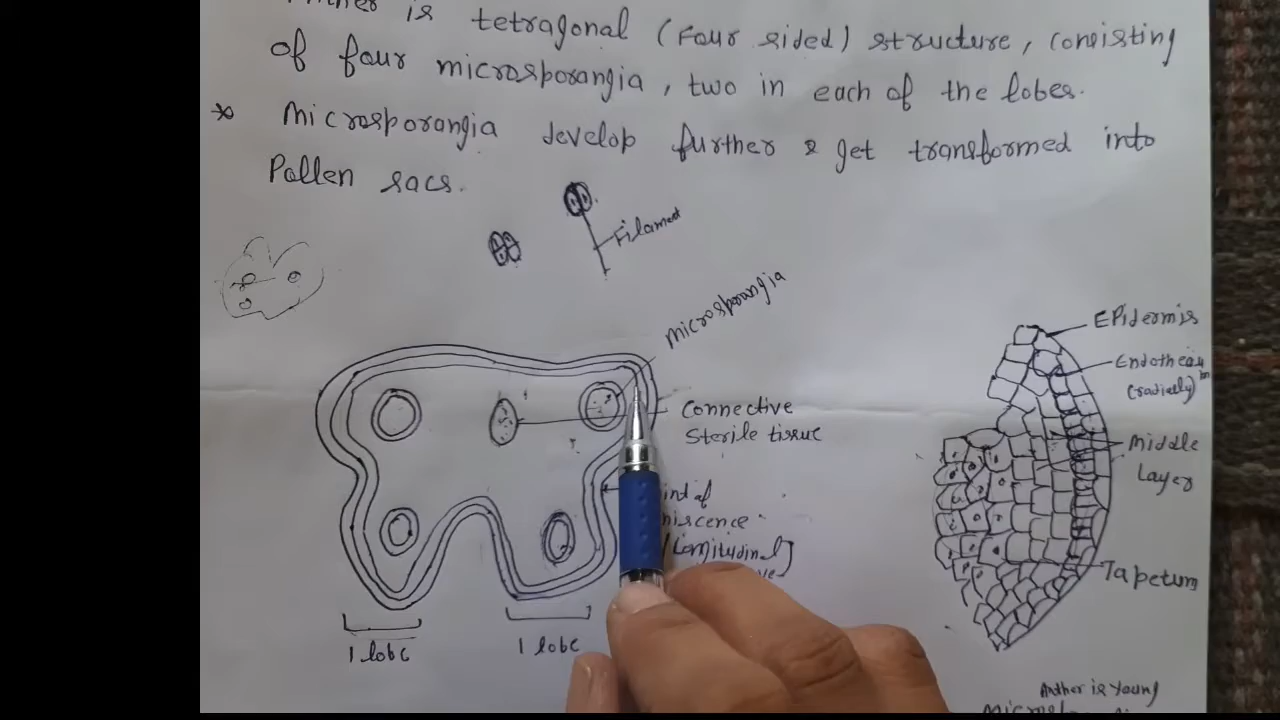 is tetragonal (Four sided) structure, consisting
of four microsporangia, two in each of the lobes.
* Microsporangia develop further & get transformed into
Pollen sacs.
Filament
Microsporangia
Connective
Sterile tissue
(Longitudinal
1 lobe
1 lobe
Epidermis
Endothecium
(radially)
Middle
Layer
Tapetum
Anther is Young